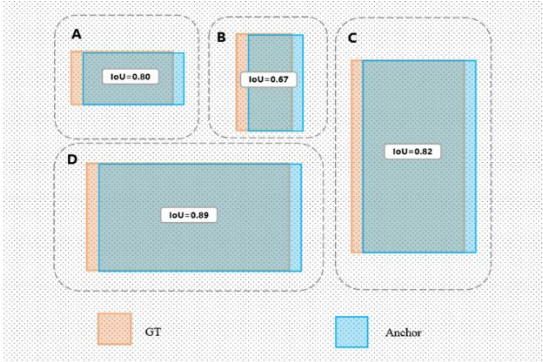 A
IoU=0.80
B
IoU=0.67
C
IoU=0.82
D
IoU=0.89
GT
Anchor